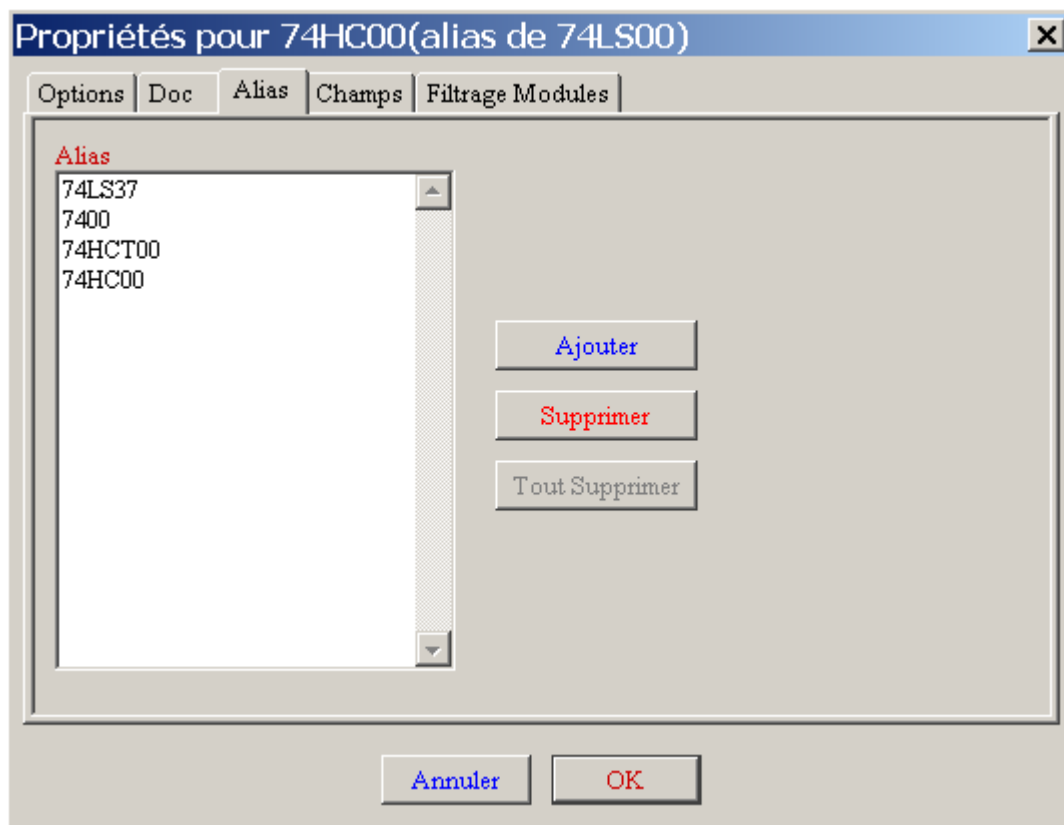 Propriétés pour 74HC00(alias de 74LS00)
Options Doc Alias Champs Filtrage Modules
Alias
74LS37
7400
74HCT00
74HC00
Ajouter
Supprimer
Tout Supprimer
Annuler OK